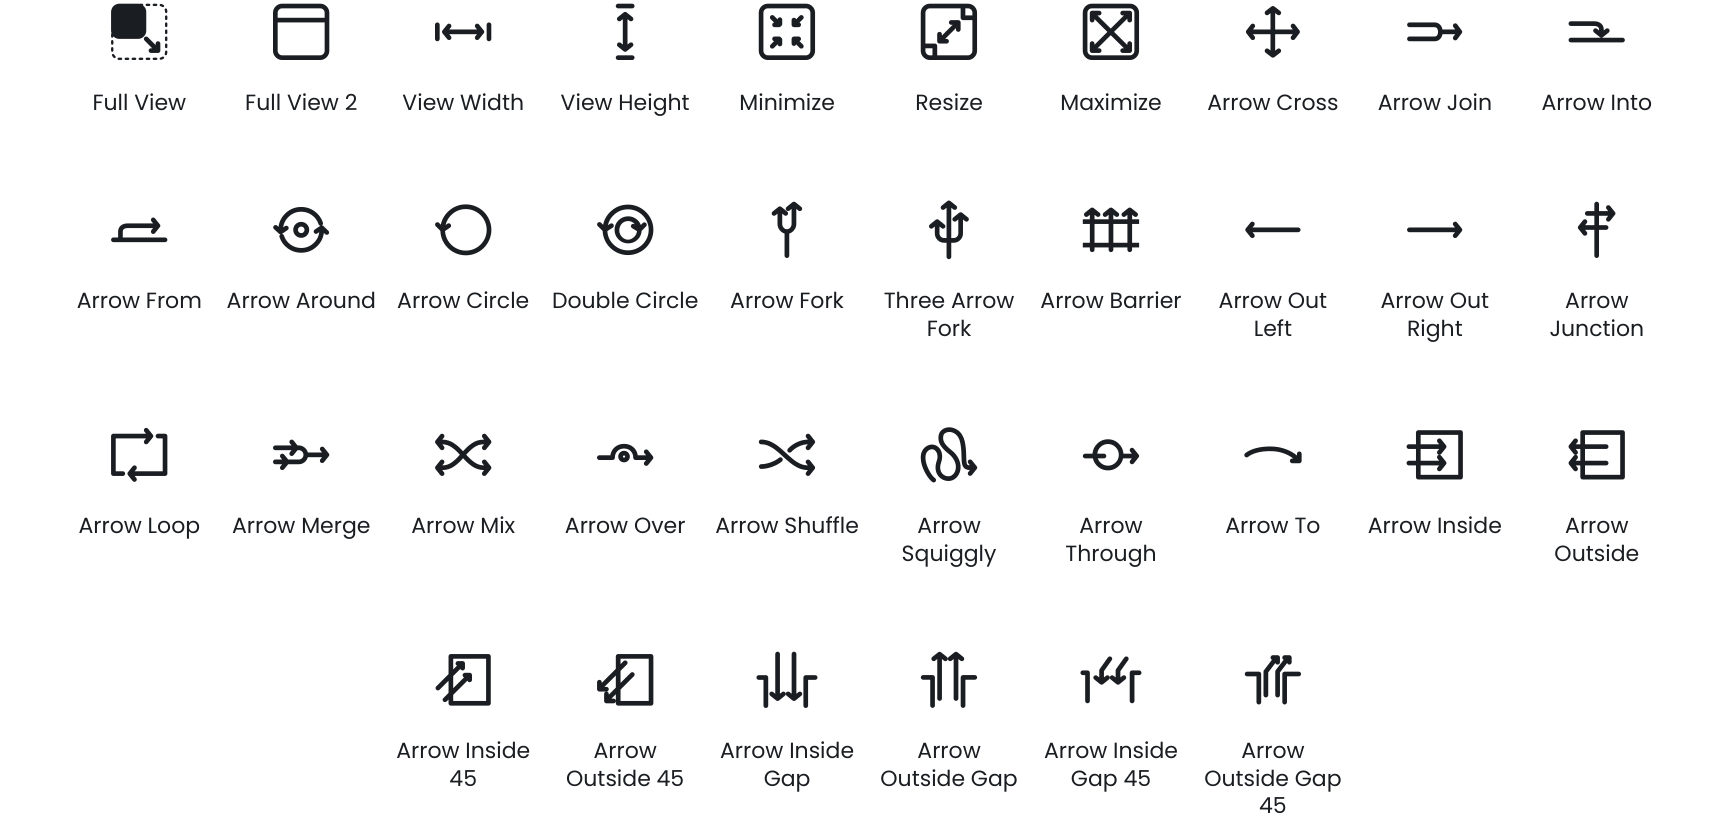 Full View
Full View 2
View Width
View Height
Minimize
Resize
Maximize
Arrow Cross
Arrow Join
Arrow Into
Arrow From
Arrow Around
Arrow Circle
Double Circle
Arrow Fork
Three Arrow
Fork
Arrow Barrier
Arrow Out
Left
Arrow Out
Right
Arrow
Junction
Arrow Loop
Arrow Merge
Arrow Mix
Arrow Over
Arrow Shuffle
Arrow
Squiggly
Arrow
Through
Arrow To
Arrow Inside
Arrow
Outside
Arrow Inside
45
Arrow
Outside 45
Arrow Inside
Gap
Arrow
Outside Gap
Arrow Inside
Gap 45
Arrow
Outside Gap
45